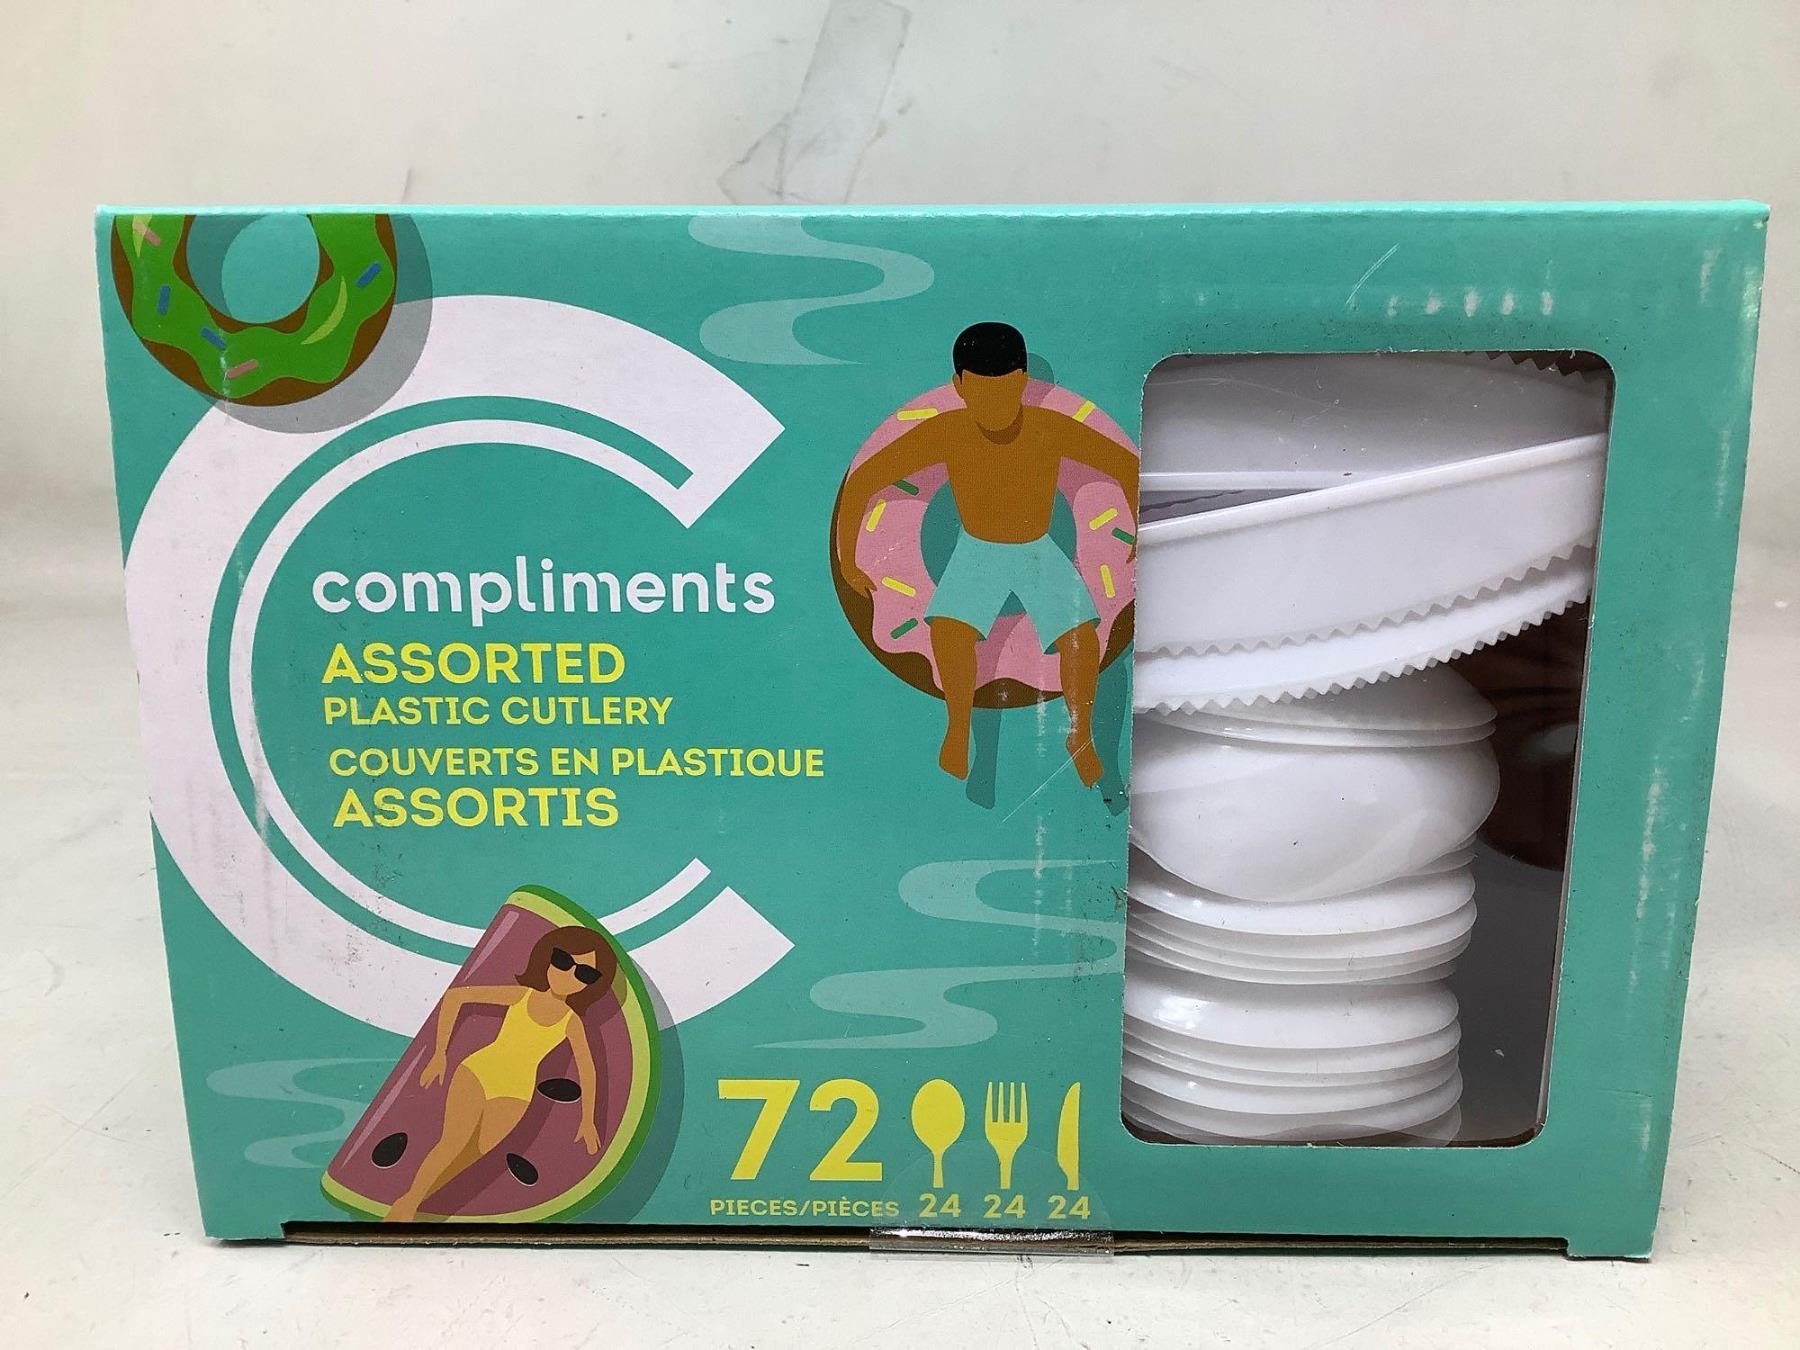 compliments
ASSORTED
PLASTIC CUTLERY
COUVERTS EN PLASTIQUE
ASSORTIS
72
PIECES/PIÈCES 24 24 24